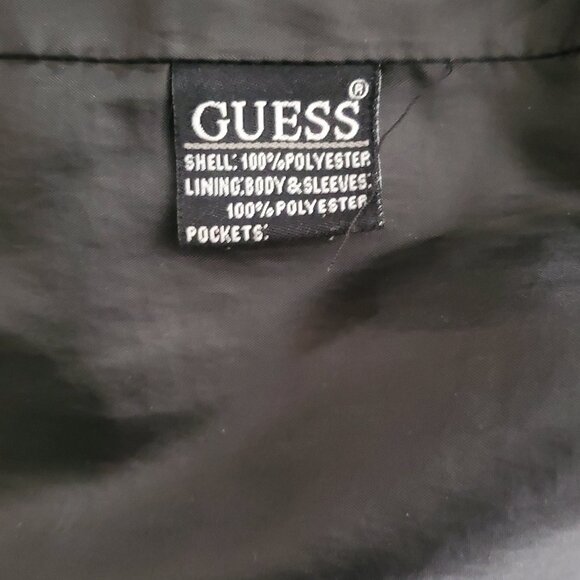 GUESS®
SHELL: 100% POLYESTER
LINING: BODY & SLEEVES:
100% POLYESTER
POCKETS: